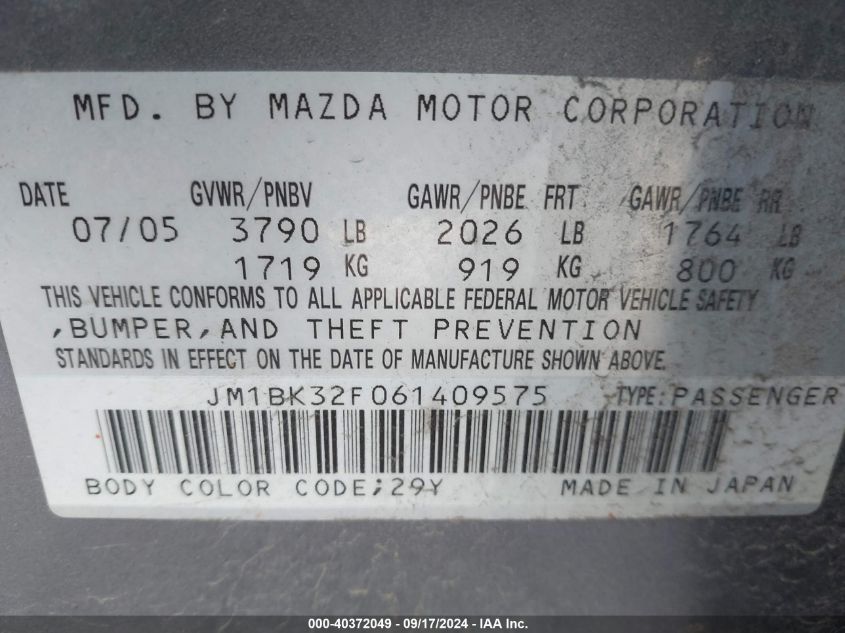 MFD. BY MAZDA MOTOR CORPORATION
DATE GVWR/PNBV GAWR/PNBE FRT. GAWR/PNBE RR
07/05 3790 LB 2026 LB 1764 LB
1719 KG 919 KG 800 KG
THIS VEHICLE CONFORMS TO ALL APPLICABLE FEDERAL MOTOR VEHICLE SAFETY
,BUMPER,AND THEFT PREVENTION
STANDARDS IN EFFECT ON THE DATE OF MANUFACTURE SHOWN ABOVE.
JM1BK32F061409575 TYPE:PASSENGER
BODY COLOR CODE;29Y MADE IN JAPAN
000-40372049 - 09/17/2024 - IAA Inc.